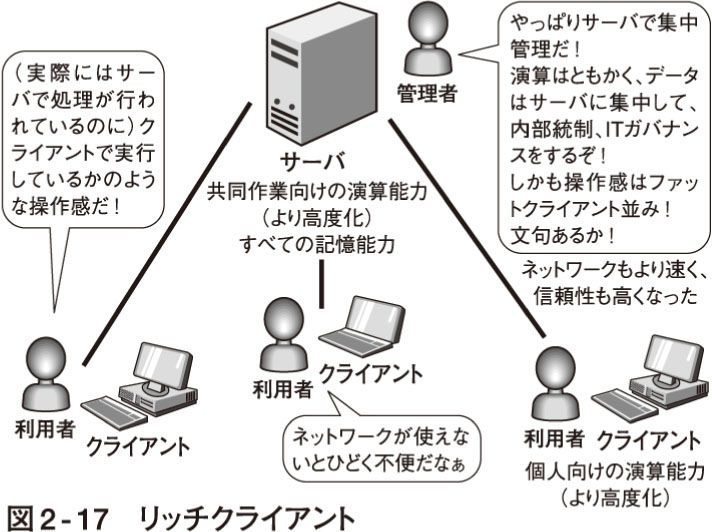 （実際にはサー
バで処理が行わ
れているのに）ク
ライアントで実行
しているかのよう
な操作感だ！
管理者
やっぱりサーバで集中
管理だ！
演算はともかく、データ
はサーバに集中して、
内部統制、ITガバナン
スをするぞ！
しかも操作感はファッ
トクライアント並み！
文句あるか！
サーバ
共同作業向けの演算能力
（より高度化）
すべての記憶能力
ネットワークもより速く、
信頼性も高くなった
利用者
クライアント
利用者
クライアント
ネットワークが使えな
いとひどく不便だなぁ
利用者
クライアント
個人向けの演算能力
（より高度化）
図2-17　リッチクライアント